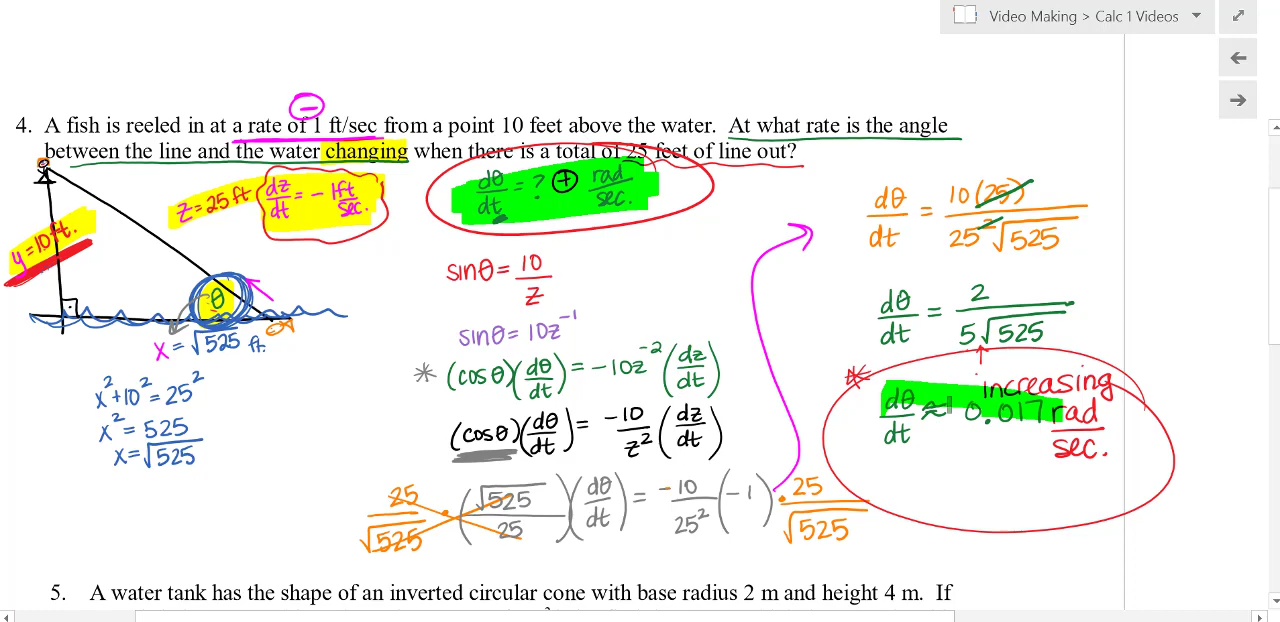 Video Making > Calc 1 Videos
−
4. A fish is reeled in at a rate of 1 ft/sec from a point 10 feet above the water. At what rate is the angle
between the line and the water changing when there is a total of 25 feet of line out?
z = 25 ft dz/dt = - 1ft/sec.
dθ/dt = ? + rad/sec.
y = 10 ft.
θ
x = √525 ft.
x² + 10² = 25²
x² = 525
x = √525
sinθ = 10/z
sinθ = 10z⁻¹
* (cosθ)(dθ/dt) = -10z⁻²(dz/dt)
(cosθ)(dθ/dt) = -10/z² (dz/dt)
25/√525 · (√525/25)(dθ/dt) = -10/25² (-1) · 25/√525
dθ/dt = 10(25)/25²√525
dθ/dt = 2/5√525
increasing
* dθ/dt ≈ 0.017 rad/sec.
5. A water tank has the shape of an inverted circular cone with base radius 2 m and height 4 m. If